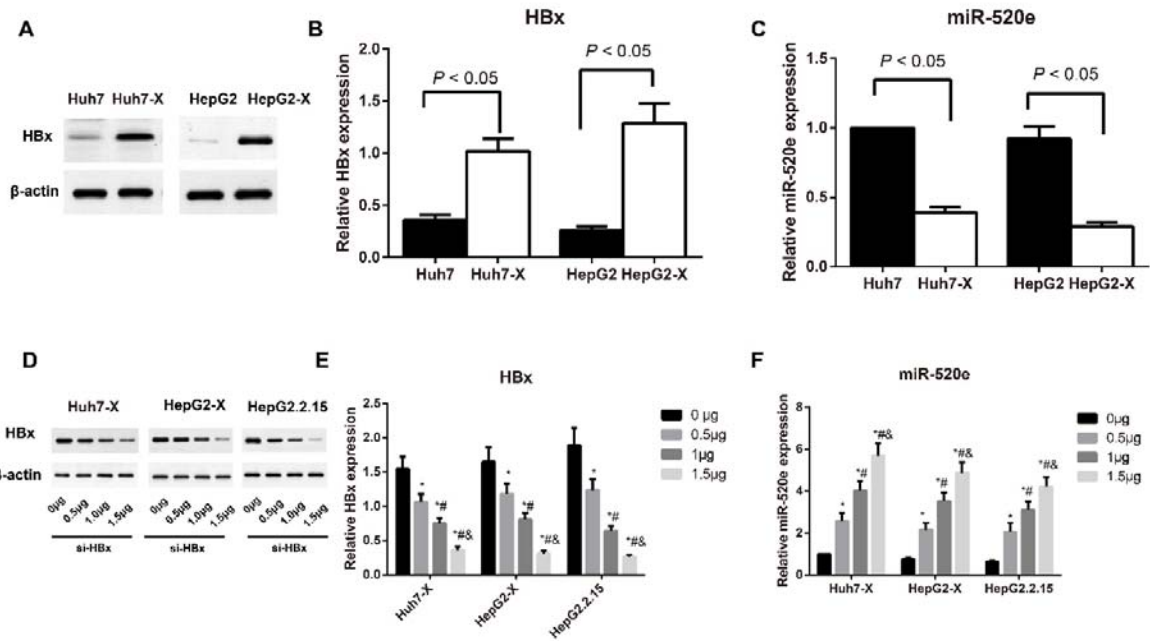 A
Huh7 Huh7-X HepG2 HepG2-X
HBx
β-actin
B
HBx
Relative HBx expression
2.0
1.5
1.0
0.5
0.0
P < 0.05
P < 0.05
Huh7 Huh7-X HepG2 HepG2-X
C
miR-520e
Relative miR-520e expression
1.5
1.0
0.5
0.0
P < 0.05
P < 0.05
Huh7 Huh7-X HepG2 HepG2-X
D
Huh7-X HepG2-X HepG2.2.15
HBx
β-actin
0µg 0.5µg 1.0µg 1.5µg 0µg 0.5µg 1.0µg 1.5µg 0µg 0.5µg 1.0µg 1.5µg
si-HBx si-HBx si-HBx
E
HBx
Relative HBx expression
2.5
2.0
1.5
1.0
0.5
0.0
* *# *#& * *# *#& * *# *#&
Huh7-X HepG2-X HepG2.2.15
0 µg
0.5µg
1µg
1.5µg
F
miR-520e
Relative miR-520e expression
8
6
4
2
0
* *# *#& * *# *#& * *# *#&
Huh7-X HepG2-X HepG2.2.15
0µg
0.5µg
1µg
1.5µg